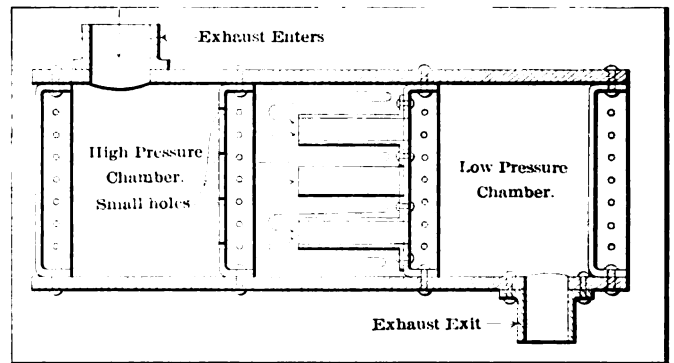 Exhaust Enters
High Pressure
Chamber.
Small holes
Low Pressure
Chamber.
Exhaust Exit